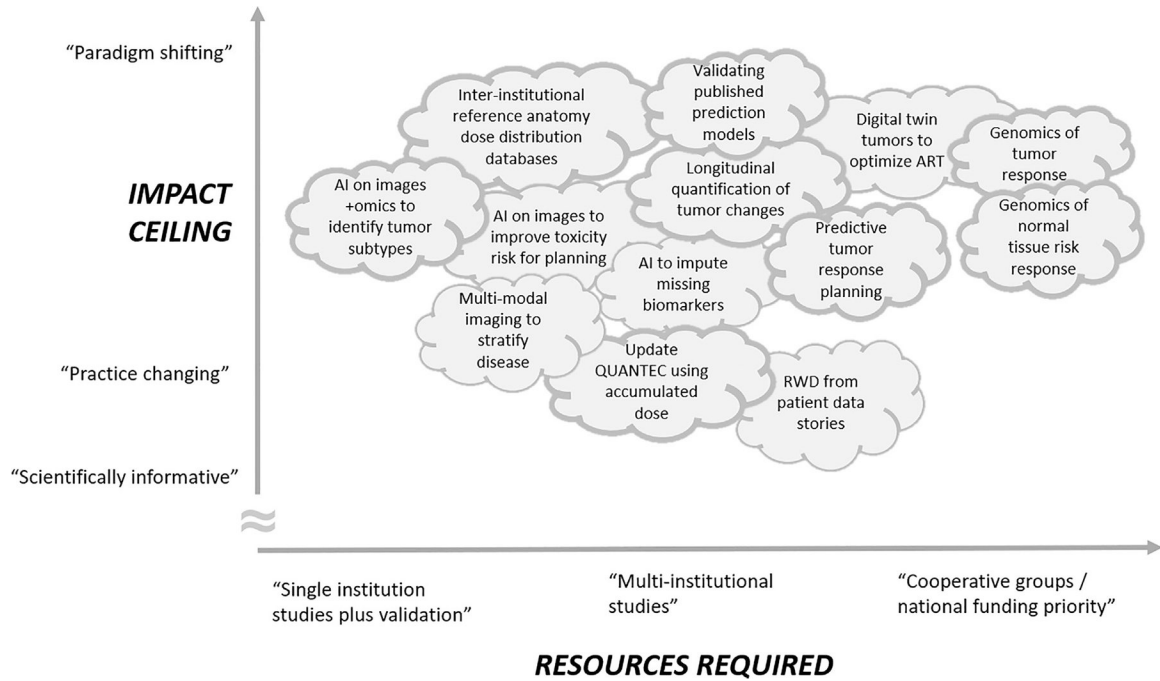 “Paradigm shifting”
IMPACT
CEILING
“Practice changing”
“Scientifically informative”
Inter-institutional
reference anatomy
dose distribution
databases
Validating
published
prediction
models
Digital twin
tumors to
optimize ART
Genomics of
tumor
response
AI on images
+omics to
identify tumor
subtypes
AI on images to
improve toxicity
risk for planning
Longitudinal
quantification of
tumor changes
Predictive
tumor
response
planning
Genomics of
normal
tissue risk
response
AI to impute
missing
biomarkers
Multi-modal
imaging to
stratify
disease
Update
QUANTEC using
accumulated
dose
RWD from
patient data
stories
“Single institution
studies plus validation”
“Multi-institutional
studies”
“Cooperative groups /
national funding priority”
RESOURCES REQUIRED